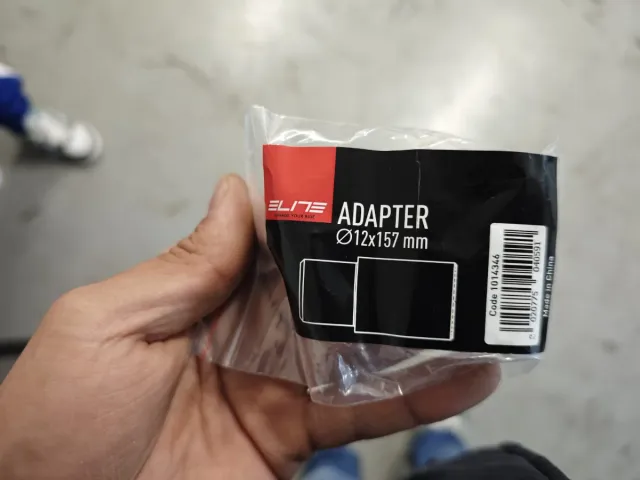 ELITE
ADAPTER
Ø12x157 mm
Code 1014346
Made in China